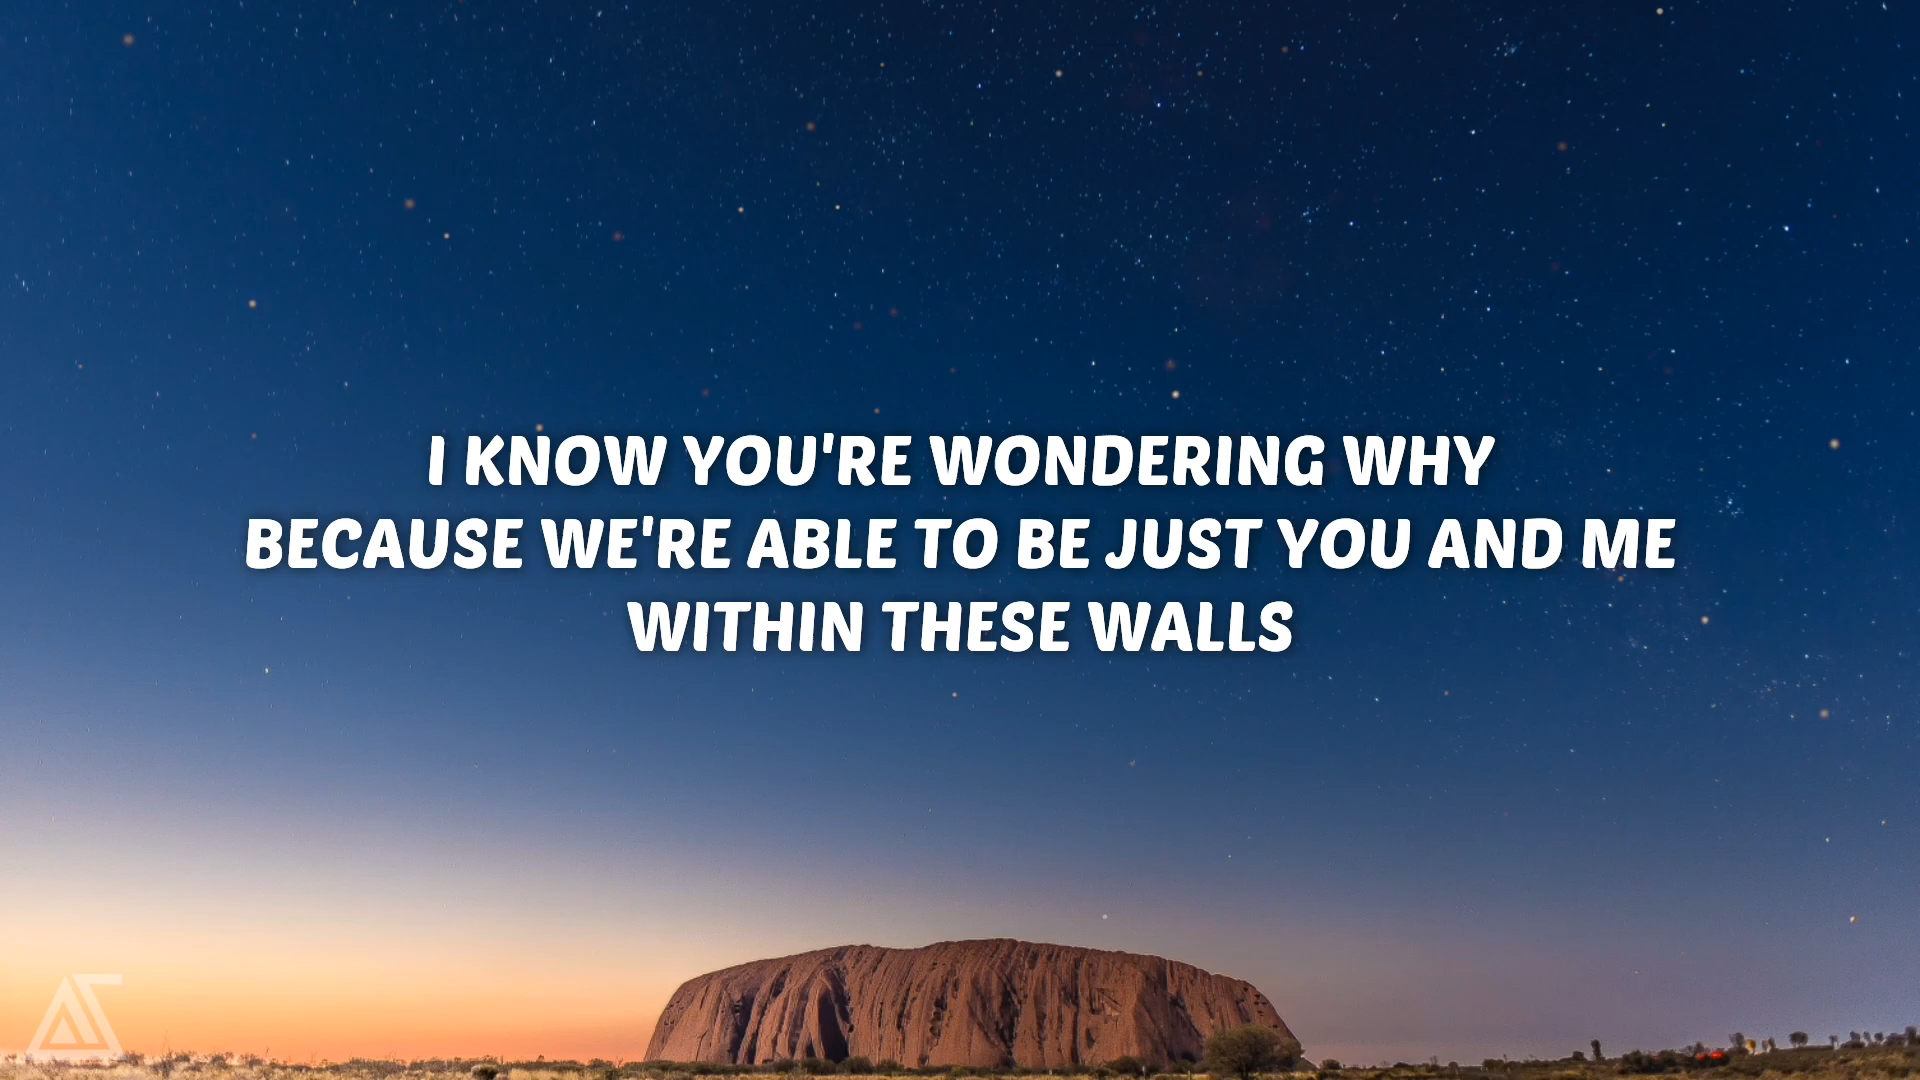 I KNOW YOU'RE WONDERING WHY
BECAUSE WE'RE ABLE TO BE JUST YOU AND ME
WITHIN THESE WALLS